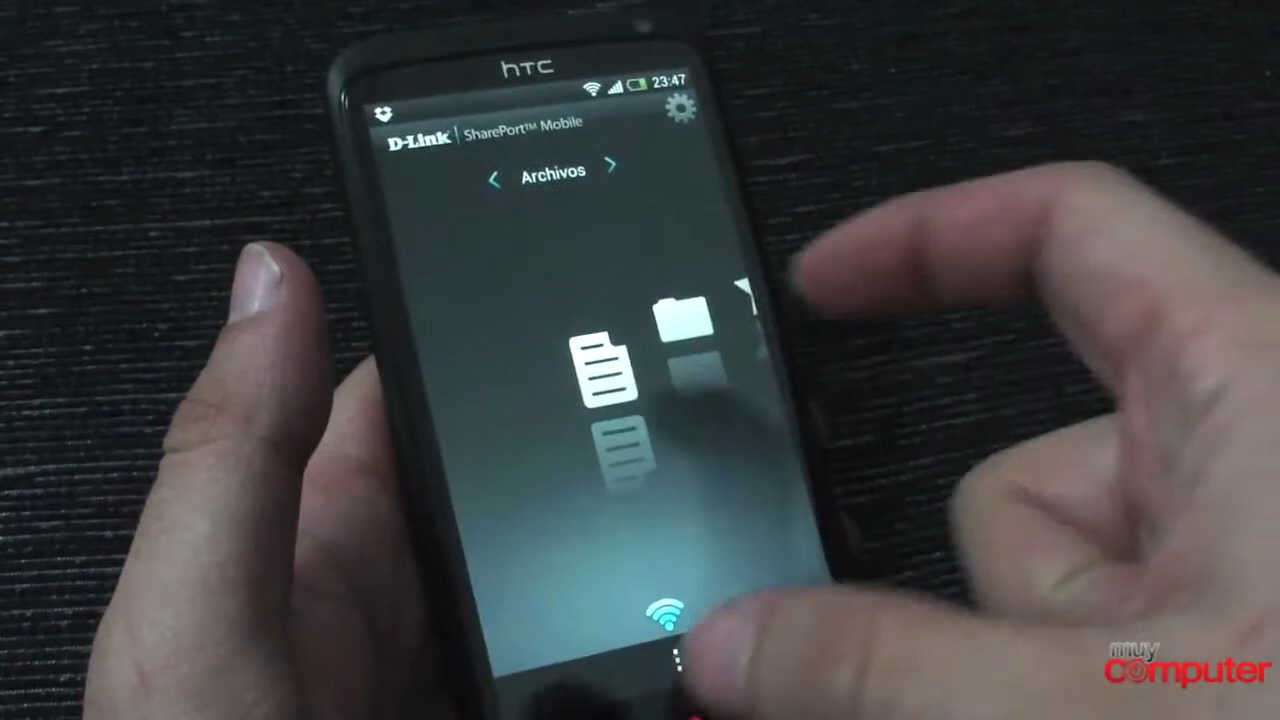 hTC
23:47
D-Link | SharePort™ Mobile
< Archivos >
muy
computer